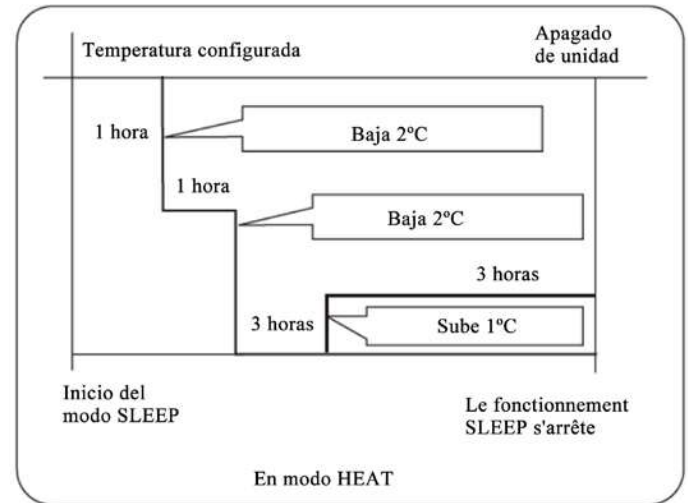 Temperatura configurada
Apagado
de unidad
1 hora
Baja 2ºC
1 hora
Baja 2ºC
3 horas
3 horas
Sube 1ºC
Inicio del
modo SLEEP
Le fonctionnement
SLEEP s'arrête
En modo HEAT